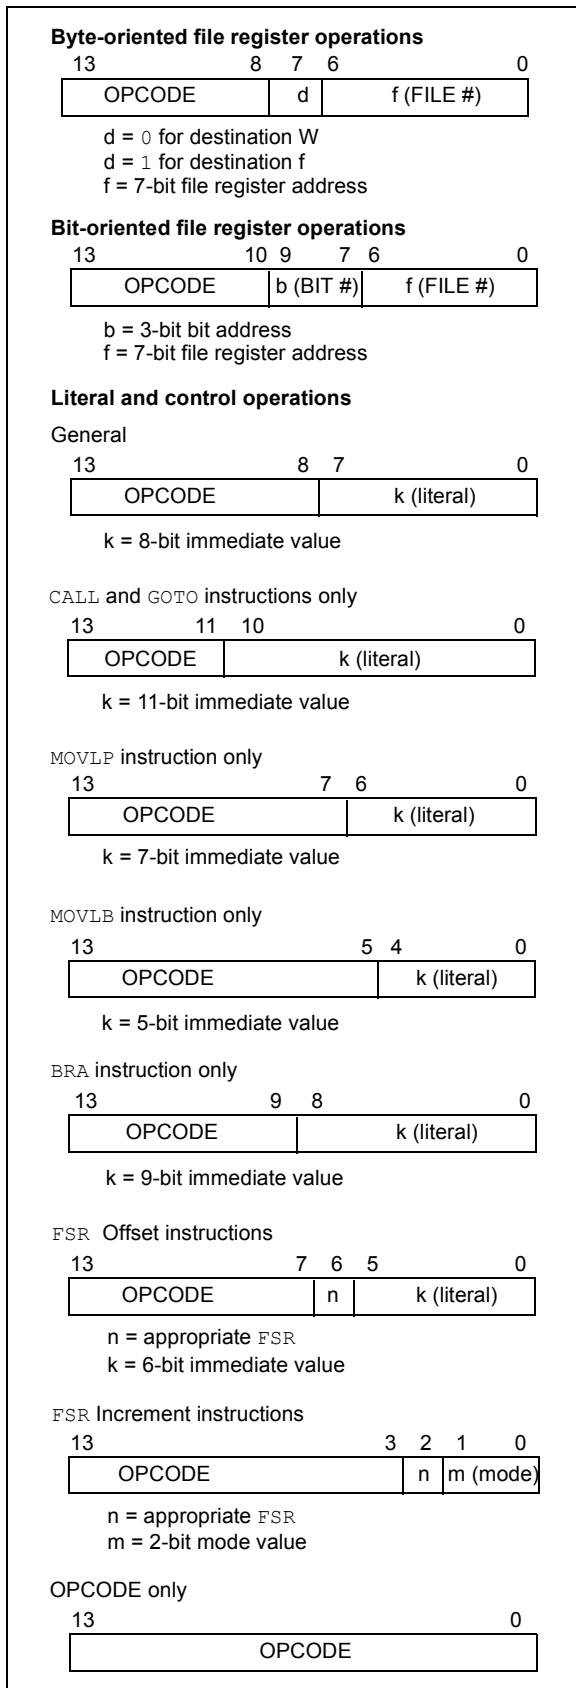 Byte-oriented file register operations
13 8 7 6 0
OPCODE d f (FILE #)
d = 0 for destination W
d = 1 for destination f
f = 7-bit file register address
Bit-oriented file register operations
13 10 9 7 6 0
OPCODE b (BIT #) f (FILE #)
b = 3-bit bit address
f = 7-bit file register address
Literal and control operations
General
13 8 7 0
OPCODE k (literal)
k = 8-bit immediate value
CALL and GOTO instructions only
13 11 10 0
OPCODE k (literal)
k = 11-bit immediate value
MOVLP instruction only
13 7 6 0
OPCODE k (literal)
k = 7-bit immediate value
MOVLB instruction only
13 5 4 0
OPCODE k (literal)
k = 5-bit immediate value
BRA instruction only
13 9 8 0
OPCODE k (literal)
k = 9-bit immediate value
FSR Offset instructions
13 7 6 5 0
OPCODE n k (literal)
n = appropriate FSR
k = 6-bit immediate value
FSR Increment instructions
13 3 2 1 0
OPCODE n m (mode)
n = appropriate FSR
m = 2-bit mode value
OPCODE only
13 0
OPCODE